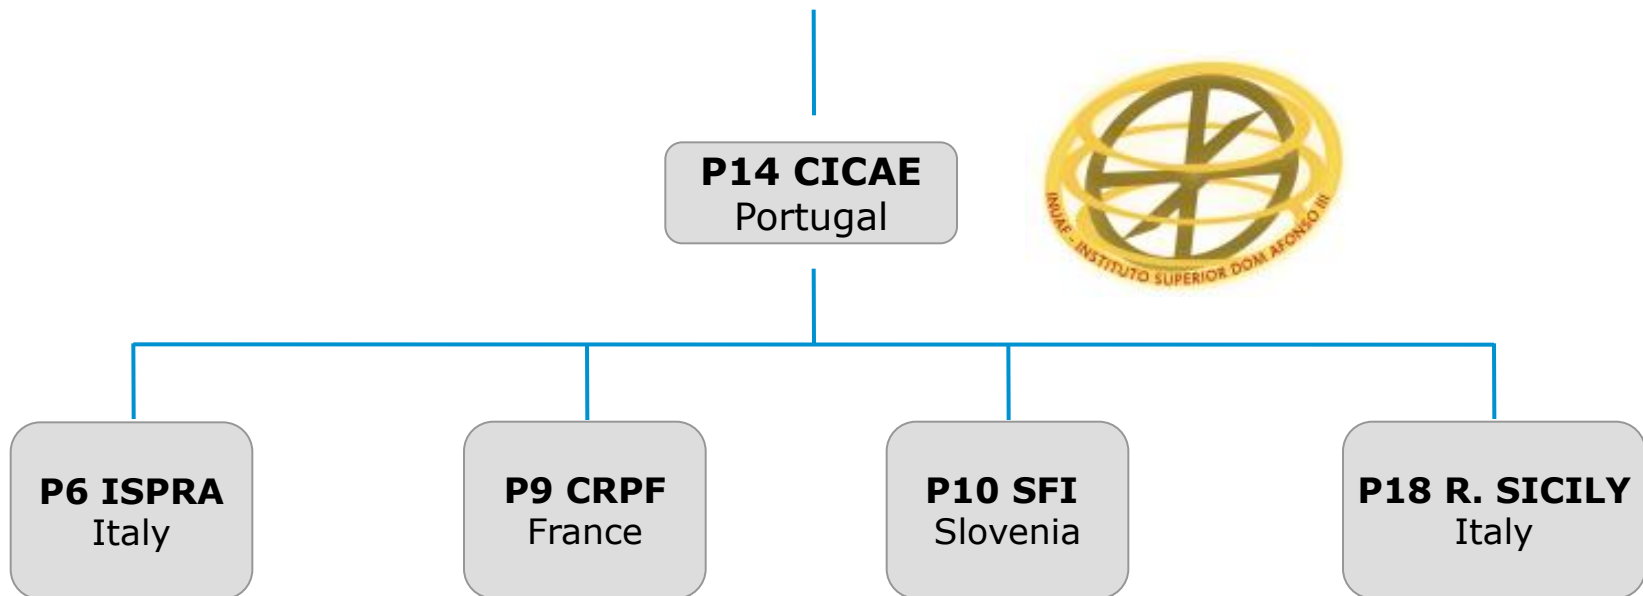 P14 CICAE
Portugal
INUAF - INSTITUTO SUPERIOR DOM AFONSO III
P6 ISPRA
Italy
P9 CRPF
France
P10 SFI
Slovenia
P18 R. SICILY
Italy